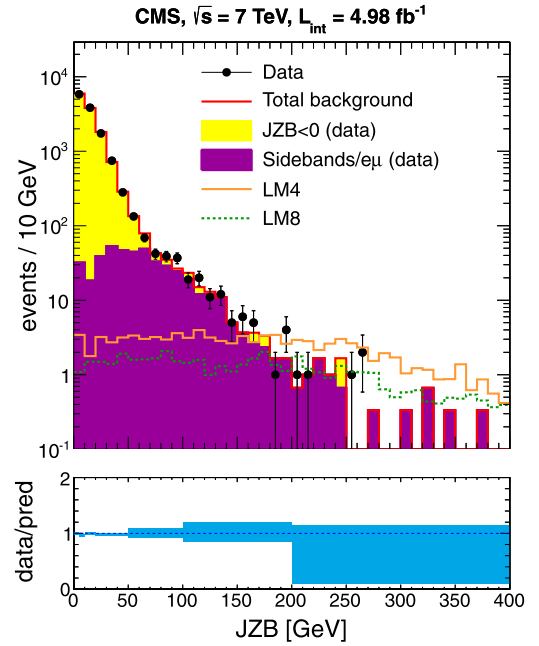 CMS, √s = 7 TeV, L_int = 4.98 fb⁻¹
10⁴
10³
10²
10
1
10⁻¹
events / 10 GeV
Data
Total background
JZB<0 (data)
Sidebands/eμ (data)
LM4
LM8
2
1
0
data/pred
0 50 100 150 200 250 300 350 400
JZB [GeV]